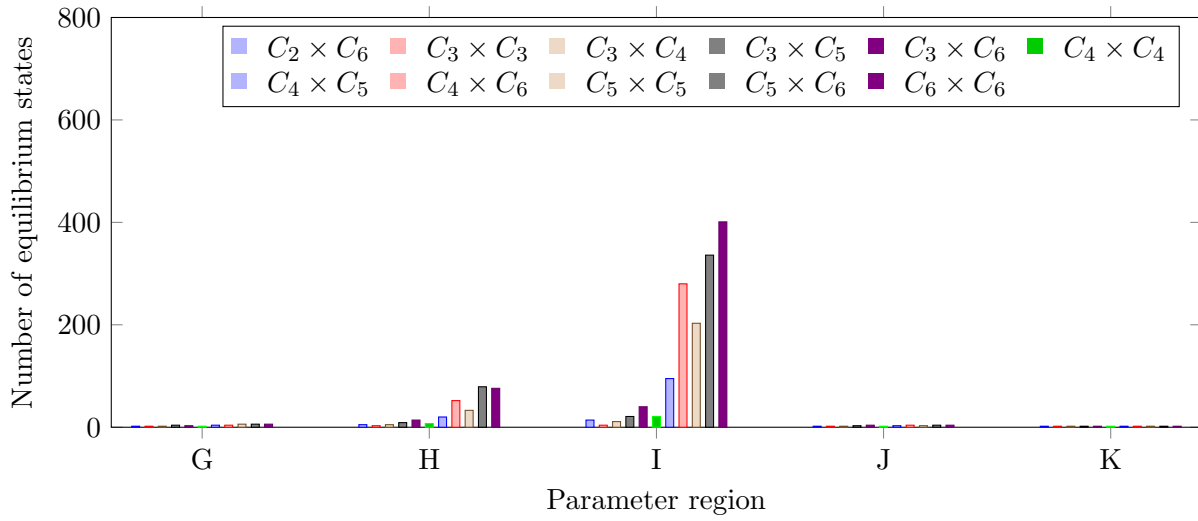 800
600
400
200
0
Number of equilibrium states
C₂ × C₆ C₃ × C₃ C₃ × C₄ C₃ × C₅ C₃ × C₆ C₄ × C₄
C₄ × C₅ C₄ × C₆ C₅ × C₅ C₅ × C₆ C₆ × C₆
G H I J K
Parameter region